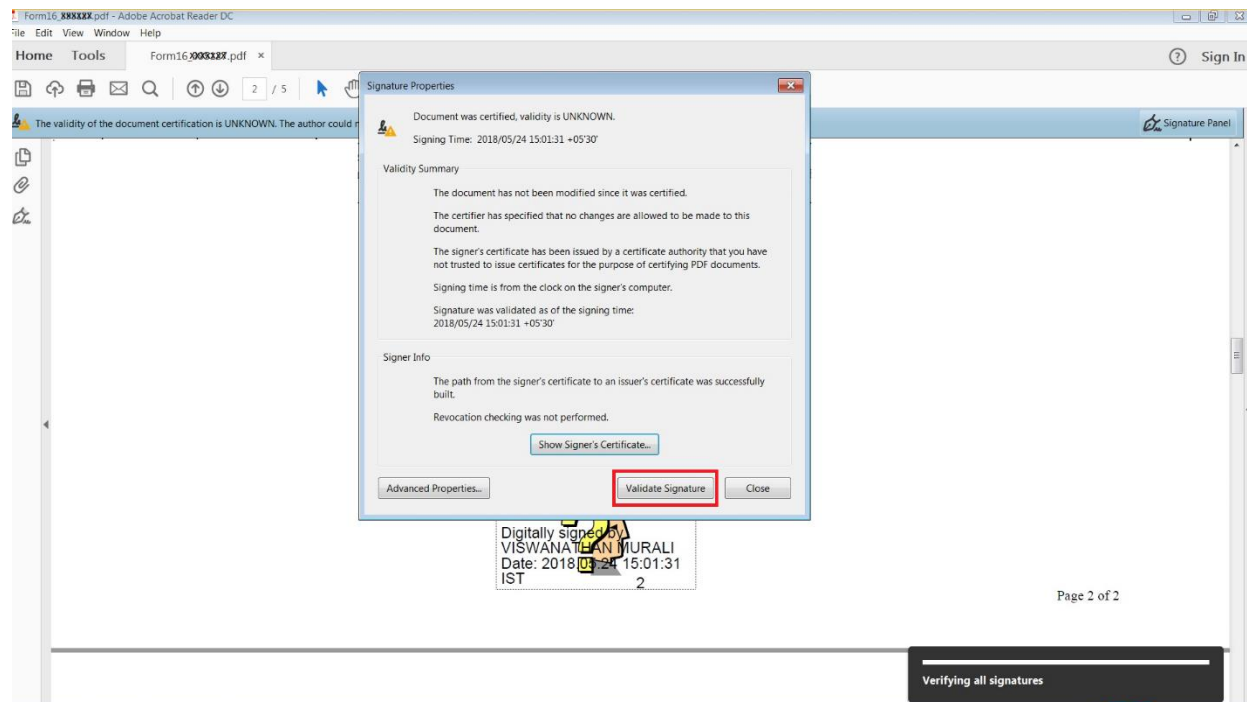 Form16_XXXXXX.pdf - Adobe Acrobat Reader DC
File Edit View Window Help
Home Tools Form16_.pdf × Sign In
2 / 5
The validity of the document certification is UNKNOWN. The author could
Signature Panel
Signature Properties
Document was certified, validity is UNKNOWN.
Signing Time: 2018/05/24 15:01:31 +05'30'
Validity Summary
The document has not been modified since it was certified.
The certifier has specified that no changes are allowed to be made to this
document.
The signer's certificate has been issued by a certificate authority that you have
not trusted to issue certificates for the purpose of certifying PDF documents.
Signing time is from the clock on the signer's computer.
Signature was validated as of the signing time:
2018/05/24 15:01:31 +05'30'
Signer Info
The path from the signer's certificate to an issuer's certificate was successfully
built.
Revocation checking was not performed.
Show Signer's Certificate...
Advanced Properties... Validate Signature Close
Digitally signed by
VISWANATHAN MURALI
Date: 2018.05.24 15:01:31
IST
2
Page 2 of 2
Verifying all signatures